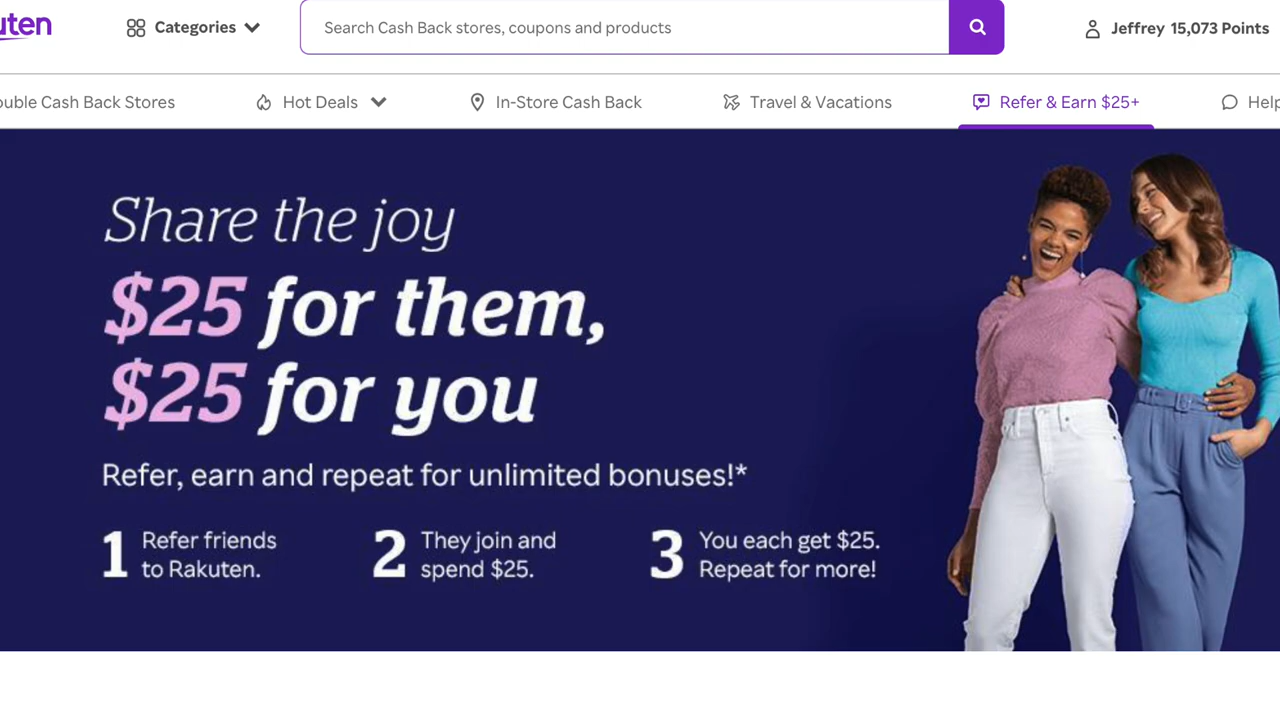 uten
Categories
Search Cash Back stores, coupons and products
Jeffrey 15,073 Points
ouble Cash Back Stores
Hot Deals
In-Store Cash Back
Travel & Vacations
Refer & Earn $25+
Help
Share the joy
$25 for them,
$25 for you
Refer, earn and repeat for unlimited bonuses!*
1 Refer friends
to Rakuten.
2 They join and
spend $25.
3 You each get $25.
Repeat for more!